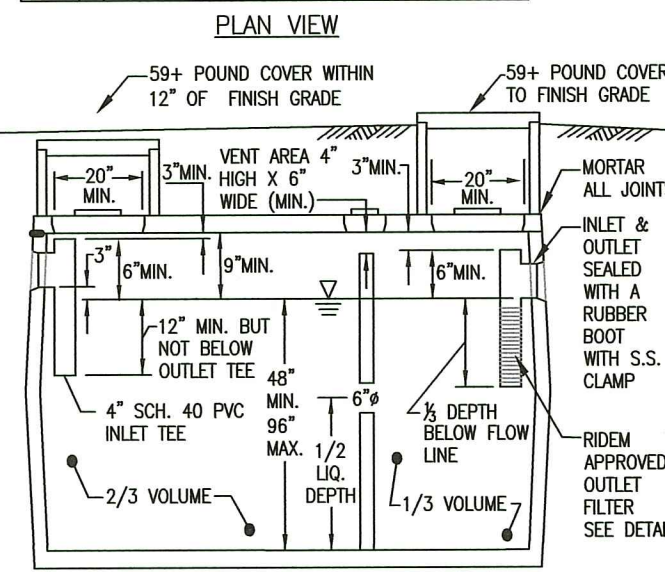 PLAN VIEW
59+ POUND COVER WITHIN
12" OF FINISH GRADE
59+ POUND COVER
TO FINISH GRADE
20"
MIN.
3"MIN.
VENT AREA 4"
HIGH X 6"
WIDE (MIN.)
3"MIN.
20"
MIN.
MORTAR
ALL JOINT
3"
6"MIN.
9"MIN.
6"MIN.
INLET &
OUTLET
SEALED
WITH A
RUBBER
BOOT
WITH S.S.
CLAMP
12" MIN. BUT
NOT BELOW
OUTLET TEE
4" SCH. 40 PVC
INLET TEE
48"
MIN.
96"
MAX.
6"ø
1/2
LIQ.
DEPTH
⅓ DEPTH
BELOW FLOW
LINE
RIDEM
APPROVED
OUTLET
FILTER
SEE DETA
2/3 VOLUME
1/3 VOLUME